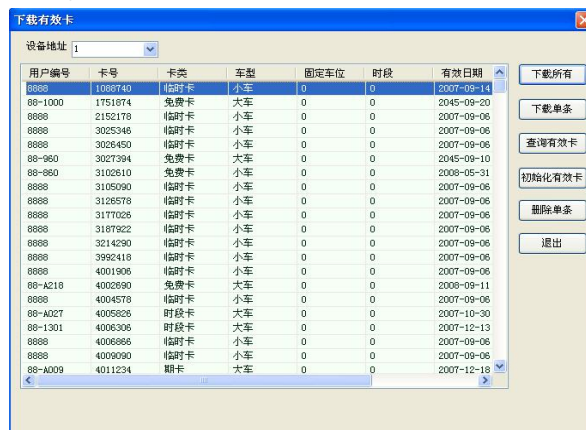 下载有效卡
设备地址 1
用户编号 卡号 卡类 车型 固定车位 时段 有效日期
8888 1088740 临时卡 小车 0 0 2007-09-14
88-1000 1751874 免费卡 大车 0 0 2045-09-20
8888 2152178 临时卡 小车 0 0 2007-09-06
8888 3025346 临时卡 小车 0 0 2007-09-06
8888 3026450 临时卡 小车 0 0 2007-09-06
88-960 3027394 免费卡 大车 0 0 2045-09-10
88-860 3102610 免费卡 小车 0 0 2008-05-31
8888 3105090 临时卡 小车 0 0 2007-09-06
8888 3126578 临时卡 小车 0 0 2007-09-06
8888 3177026 临时卡 小车 0 0 2007-09-06
8888 3187922 临时卡 小车 0 0 2007-09-06
8888 3214290 临时卡 小车 0 0 2007-09-06
8888 3992418 临时卡 小车 0 0 2007-09-06
8888 4001906 临时卡 小车 0 0 2007-09-06
88-A218 4002690 免费卡 大车 0 0 2008-09-11
8888 4004578 临时卡 小车 0 0 2007-09-06
88-A027 4005826 时段卡 大车 0 0 2007-10-30
88-1301 4006306 时段卡 大车 0 0 2007-12-13
8888 4006866 临时卡 小车 0 0 2007-09-06
8888 4009090 临时卡 小车 0 0 2007-09-06
88-A009 4011234 期卡 大车 0 0 2007-12-18
下载所有
下载单条
查询有效卡
初始化有效卡
删除单条
退出